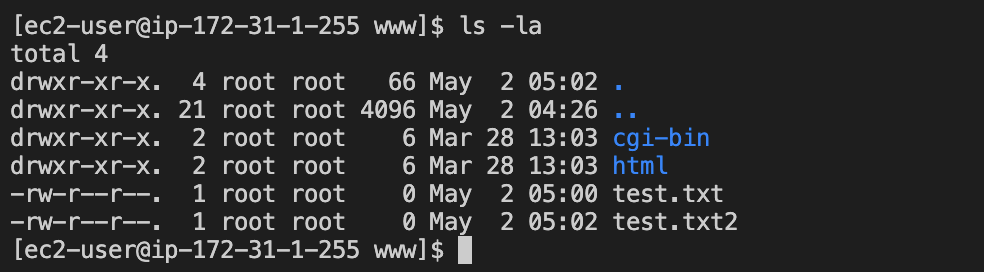 [ec2-user@ip-172-31-1-255 www]$ ls -la
total 4
drwxr-xr-x.  4 root root   66 May  2 05:02 .
drwxr-xr-x. 21 root root 4096 May  2 04:26 ..
drwxr-xr-x.  2 root root    6 Mar 28 13:03 cgi-bin
drwxr-xr-x.  2 root root    6 Mar 28 13:03 html
-rw-r--r--.  1 root root    0 May  2 05:00 test.txt
-rw-r--r--.  1 root root    0 May  2 05:02 test.txt2
[ec2-user@ip-172-31-1-255 www]$